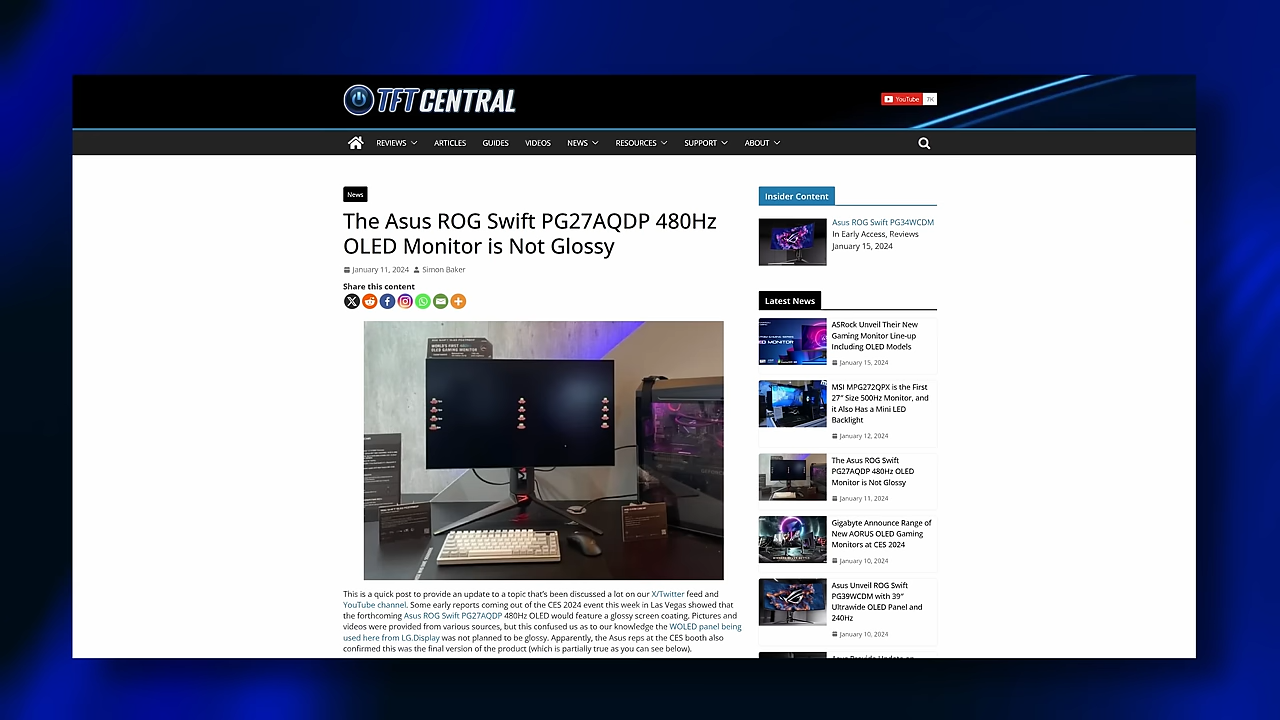 TFT CENTRAL
YouTube 7K
REVIEWS ARTICLES GUIDES VIDEOS NEWS RESOURCES SUPPORT ABOUT
News
The Asus ROG Swift PG27AQDP 480Hz
OLED Monitor is Not Glossy
January 11, 2024 Simon Baker
Share this content
WORLD'S FIRST
OLED GAMING MONITOR
This is a quick post to provide an update to a topic that's been discussed a lot on our X/Twitter feed and
YouTube channel. Some early reports coming out of the CES 2024 event this week in Las Vegas showed that
the forthcoming Asus ROG Swift PG27AQDP 480Hz OLED would feature a glossy screen coating. Pictures and
videos were provided from various sources, but this confused us as to our knowledge the WOLED panel being
used here from LG.Display was not planned to be glossy. Apparently, the Asus reps at the CES booth also
confirmed this was the final version of the product (which is partially true as you can see below).
Insider Content
Asus ROG Swift PG34WCDM
In Early Access, Reviews
January 15, 2024
Latest News
ASRock Unveil Their New
Gaming Monitor Line-up
Including OLED Models
January 15, 2024
MSI MPG272QPX is the First
27" Size 500Hz Monitor, and
it Also Has a Mini LED
Backlight
January 12, 2024
The Asus ROG Swift
PG27AQDP 480Hz OLED
Monitor is Not Glossy
January 11, 2024
Gigabyte Announce Range of
New AORUS OLED Gaming
Monitors at CES 2024
January 10, 2024
Asus Unveil ROG Swift
PG39WCDM with 39"
Ultrawide OLED Panel and
240Hz
January 10, 2024